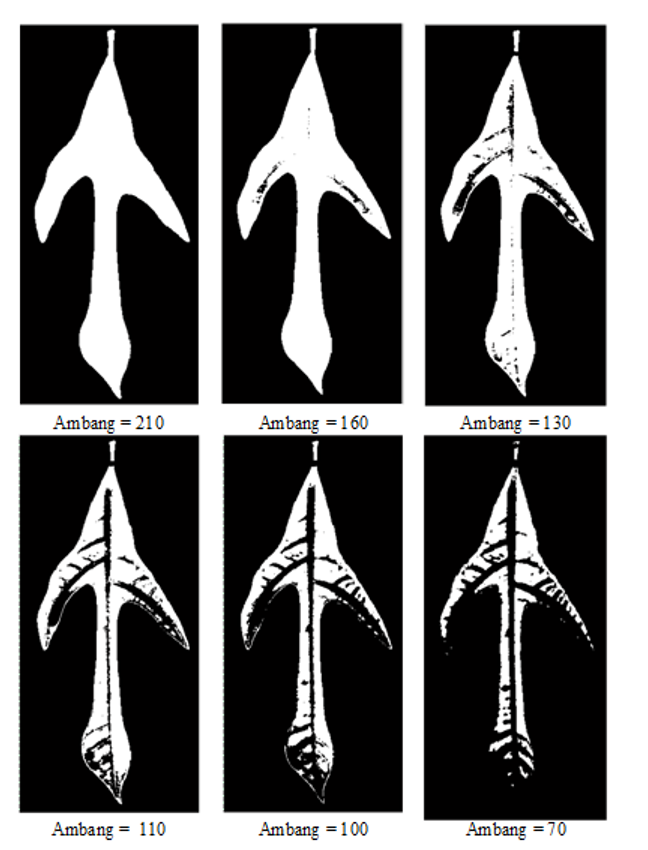 Ambang = 210
Ambang = 160
Ambang = 130
Ambang = 110
Ambang = 100
Ambang = 70